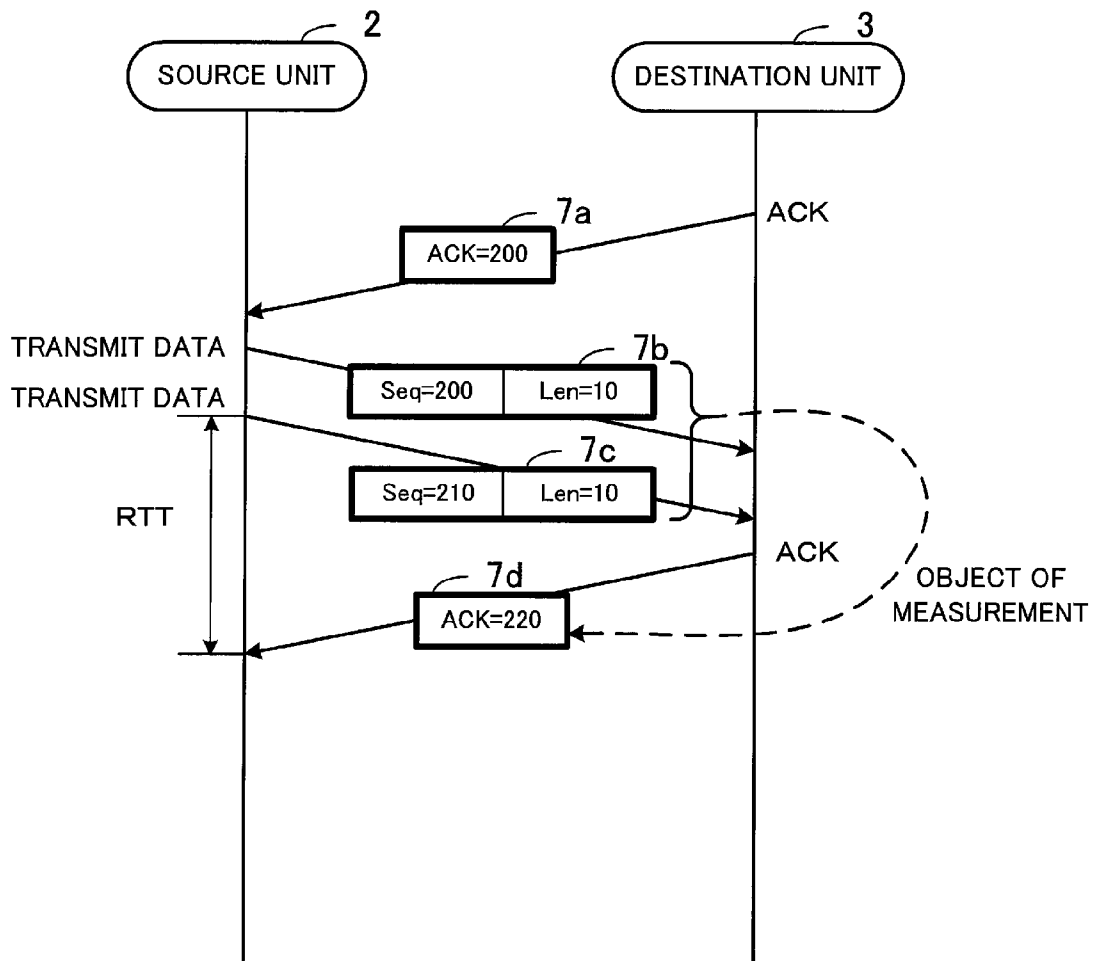 2
3
SOURCE UNIT
DESTINATION UNIT
7a
ACK
ACK=200
TRANSMIT DATA
7b
Seq=200 Len=10
TRANSMIT DATA
7c
Seq=210 Len=10
RTT
ACK
7d
ACK=220
OBJECT OF
MEASUREMENT